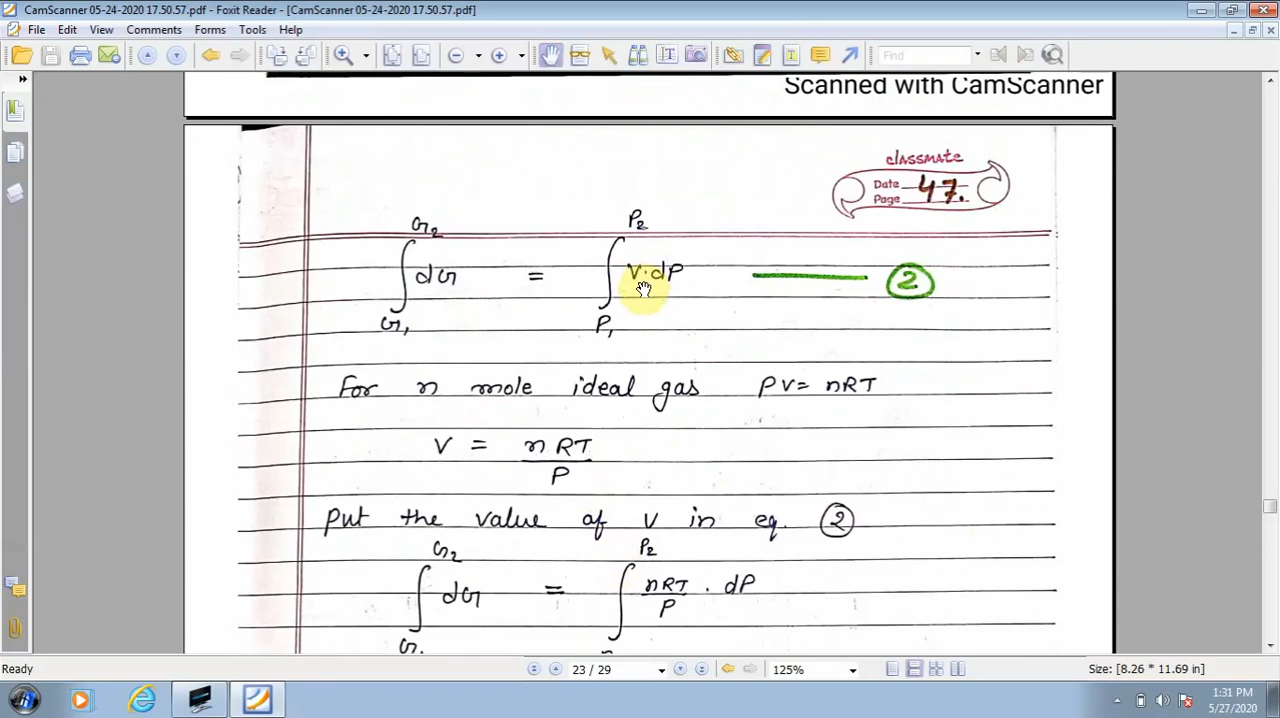 CamScanner 05-24-2020 17.50.57.pdf - Foxit Reader - [CamScanner 05-24-2020 17.50.57.pdf]
File Edit View Comments Forms Tools Help
Find
Scanned with CamScanner
classmate
Date
Page 47.
∫_{G₁}^{G₂} dG = ∫_{P₁}^{P₂} V·dP ——— ②
For n mole ideal gas PV = nRT
V = nRT/P
Put the value of V in eq. ②
∫_{G₁}^{G₂} dG = ∫^{P₂} nRT/P · dP
Ready 23 / 29 125% Size: [8.26 * 11.69 in]
1:31 PM
5/27/2020